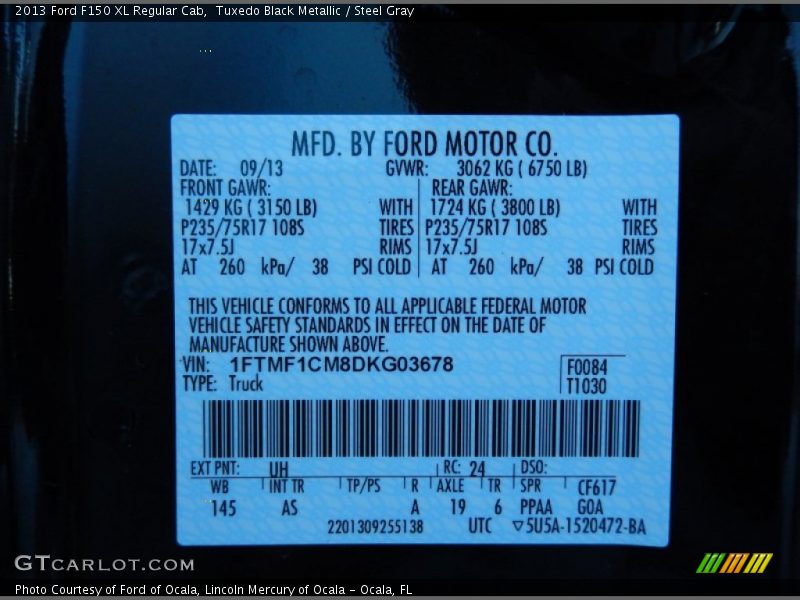 2013 Ford F150 XL Regular Cab, Tuxedo Black Metallic / Steel Gray
MFD. BY FORD MOTOR CO.
DATE: 09/13 GVWR: 3062 KG ( 6750 LB)
FRONT GAWR: REAR GAWR:
1429 KG ( 3150 LB) WITH 1724 KG ( 3800 LB) WITH
P235/75R17 108S TIRES P235/75R17 108S TIRES
17x7.5J RIMS 17x7.5J RIMS
AT 260 kPa/ 38 PSI COLD AT 260 kPa/ 38 PSI COLD
THIS VEHICLE CONFORMS TO ALL APPLICABLE FEDERAL MOTOR
VEHICLE SAFETY STANDARDS IN EFFECT ON THE DATE OF
MANUFACTURE SHOWN ABOVE.
VIN: 1FTMF1CM8DKG03678 F0084
TYPE: Truck T1030
EXT PNT: UH RC: 24 DSO:
WB INT TR TP/PS R AXLE TR SPR CF617
145 AS A 19 6 PPAA GOA
2201309255138 UTC ▽5U5A-1520472-BA
GTCARLOT.COM
Photo Courtesy of Ford of Ocala, Lincoln Mercury of Ocala - Ocala, FL